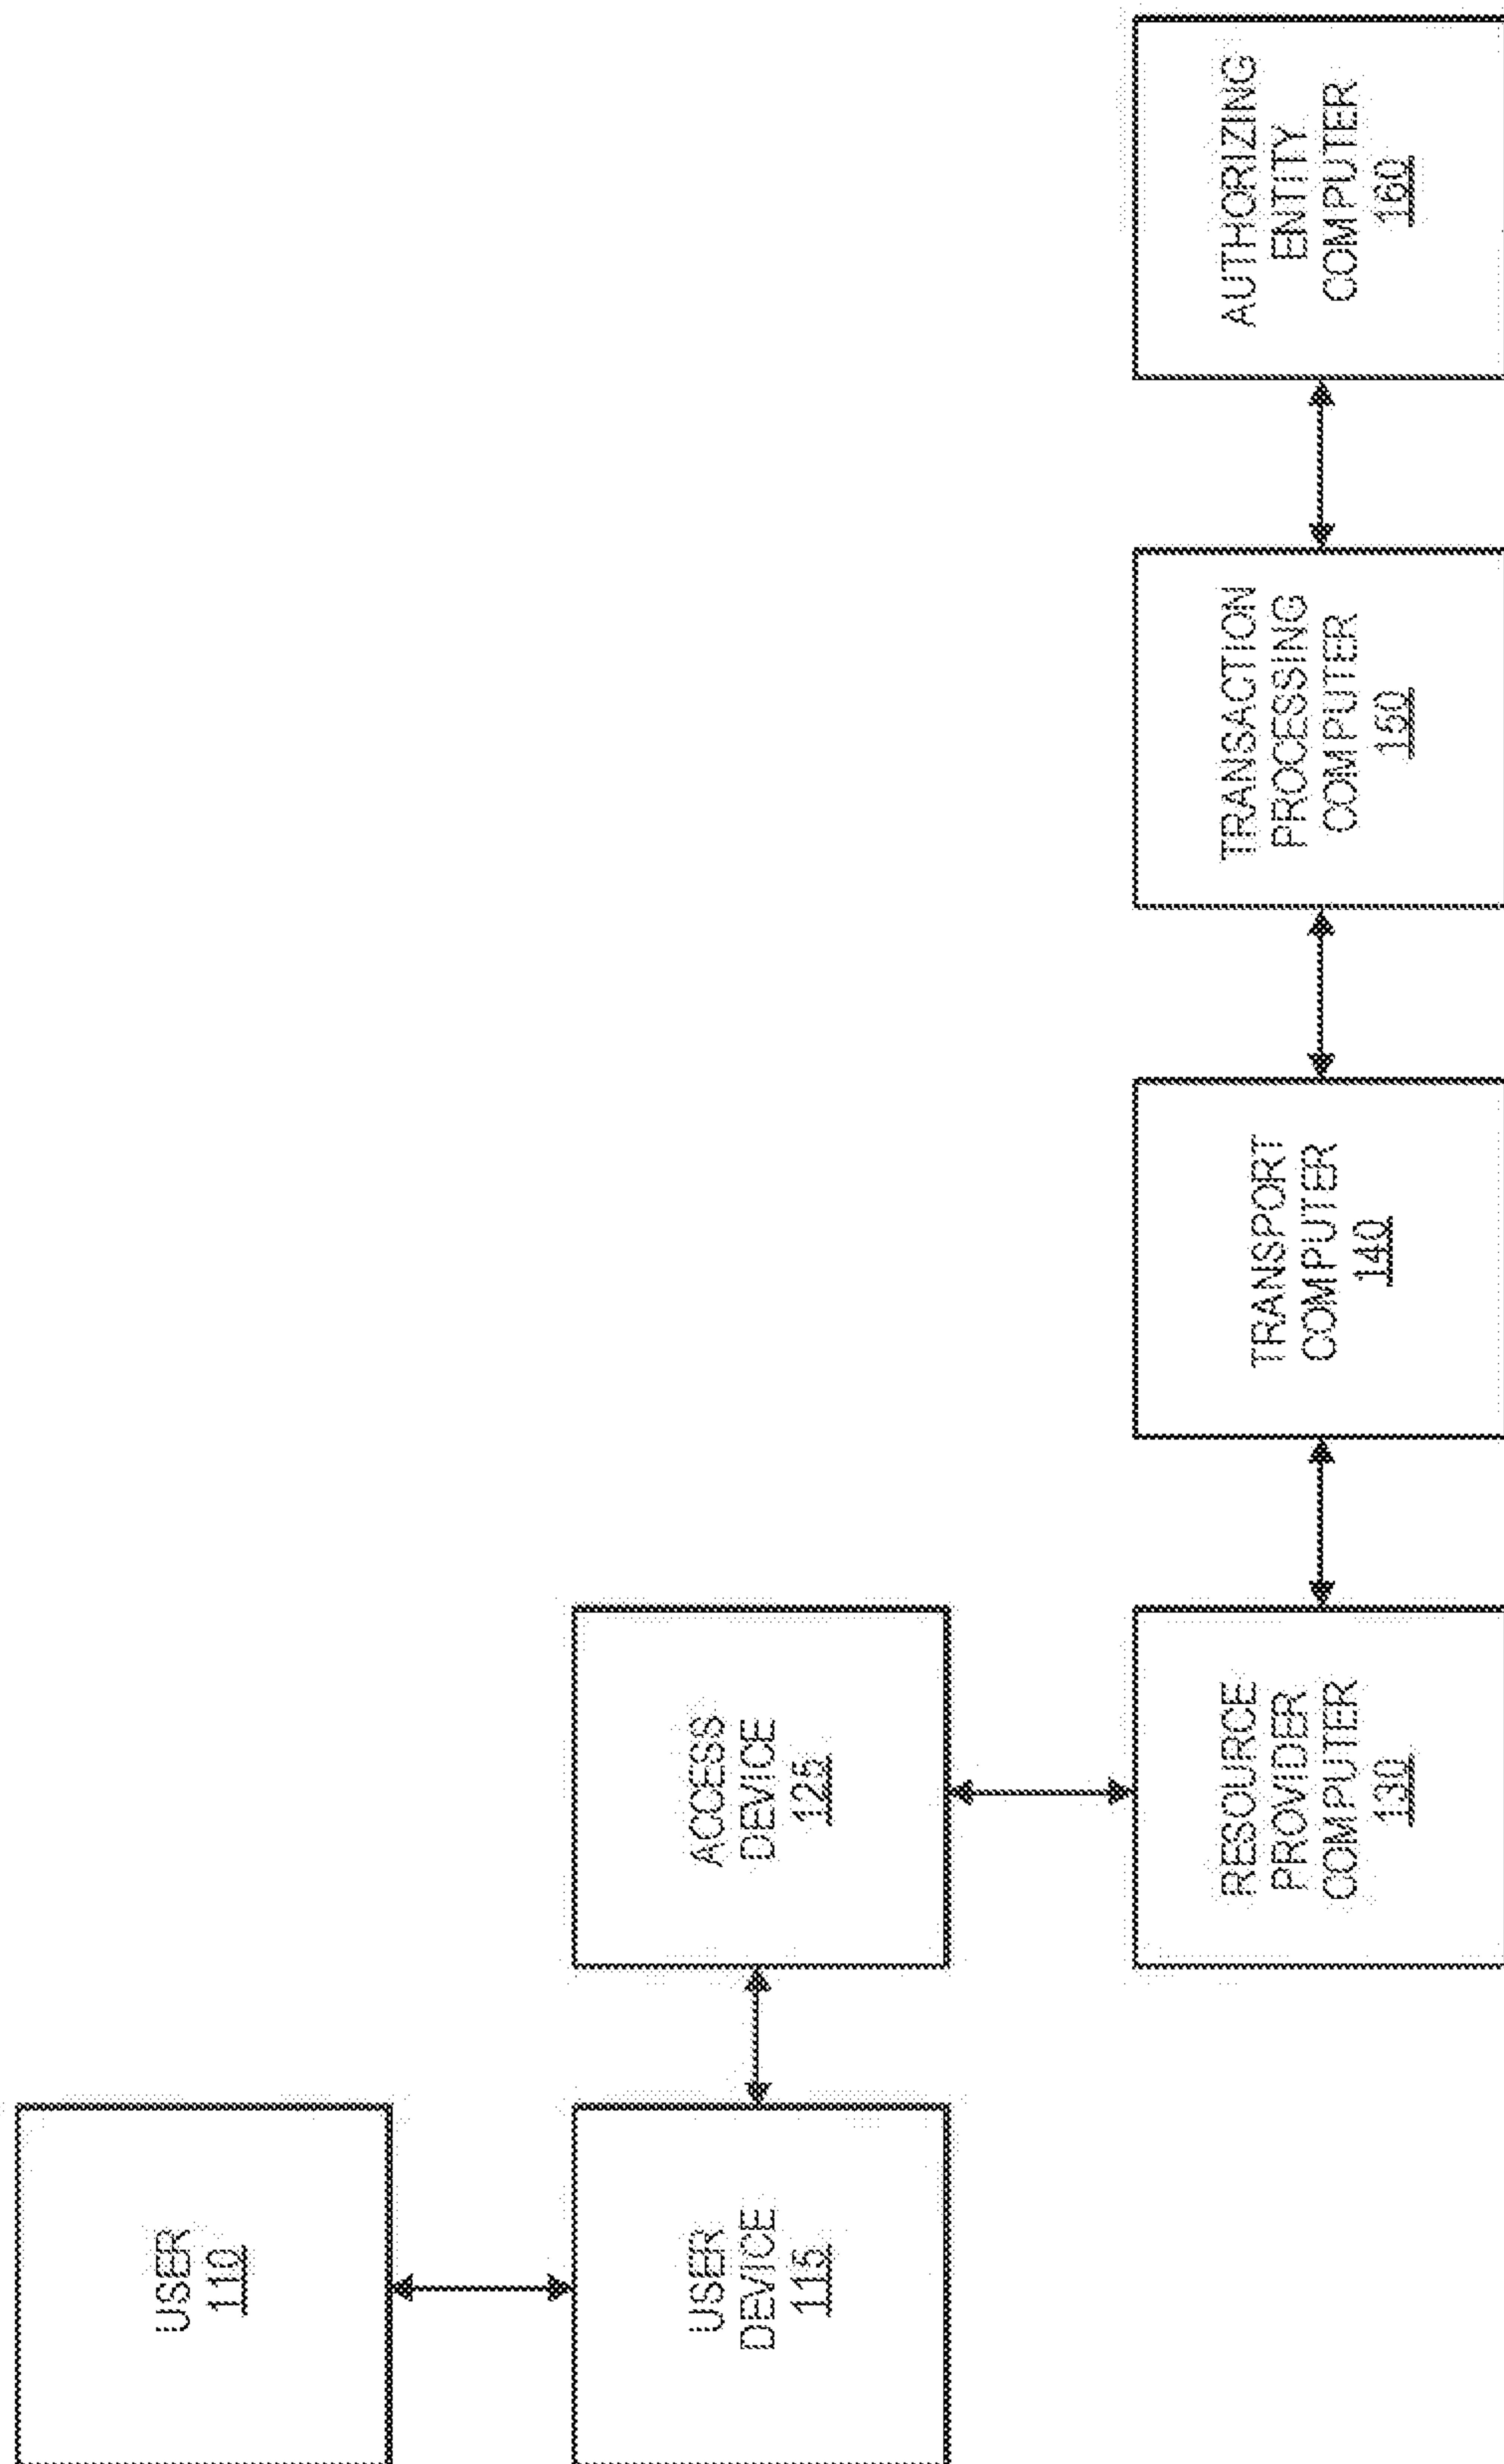 USER
110
USER
DEVICE
115
ACCESS
DEVICE
125
RESOURCE
PROVIDER
COMPUTER
130
TRANSPORT
COMPUTER
140
TRANSACTION
PROCESSING
COMPUTER
150
AUTHORIZING
ENTITY
COMPUTER
160